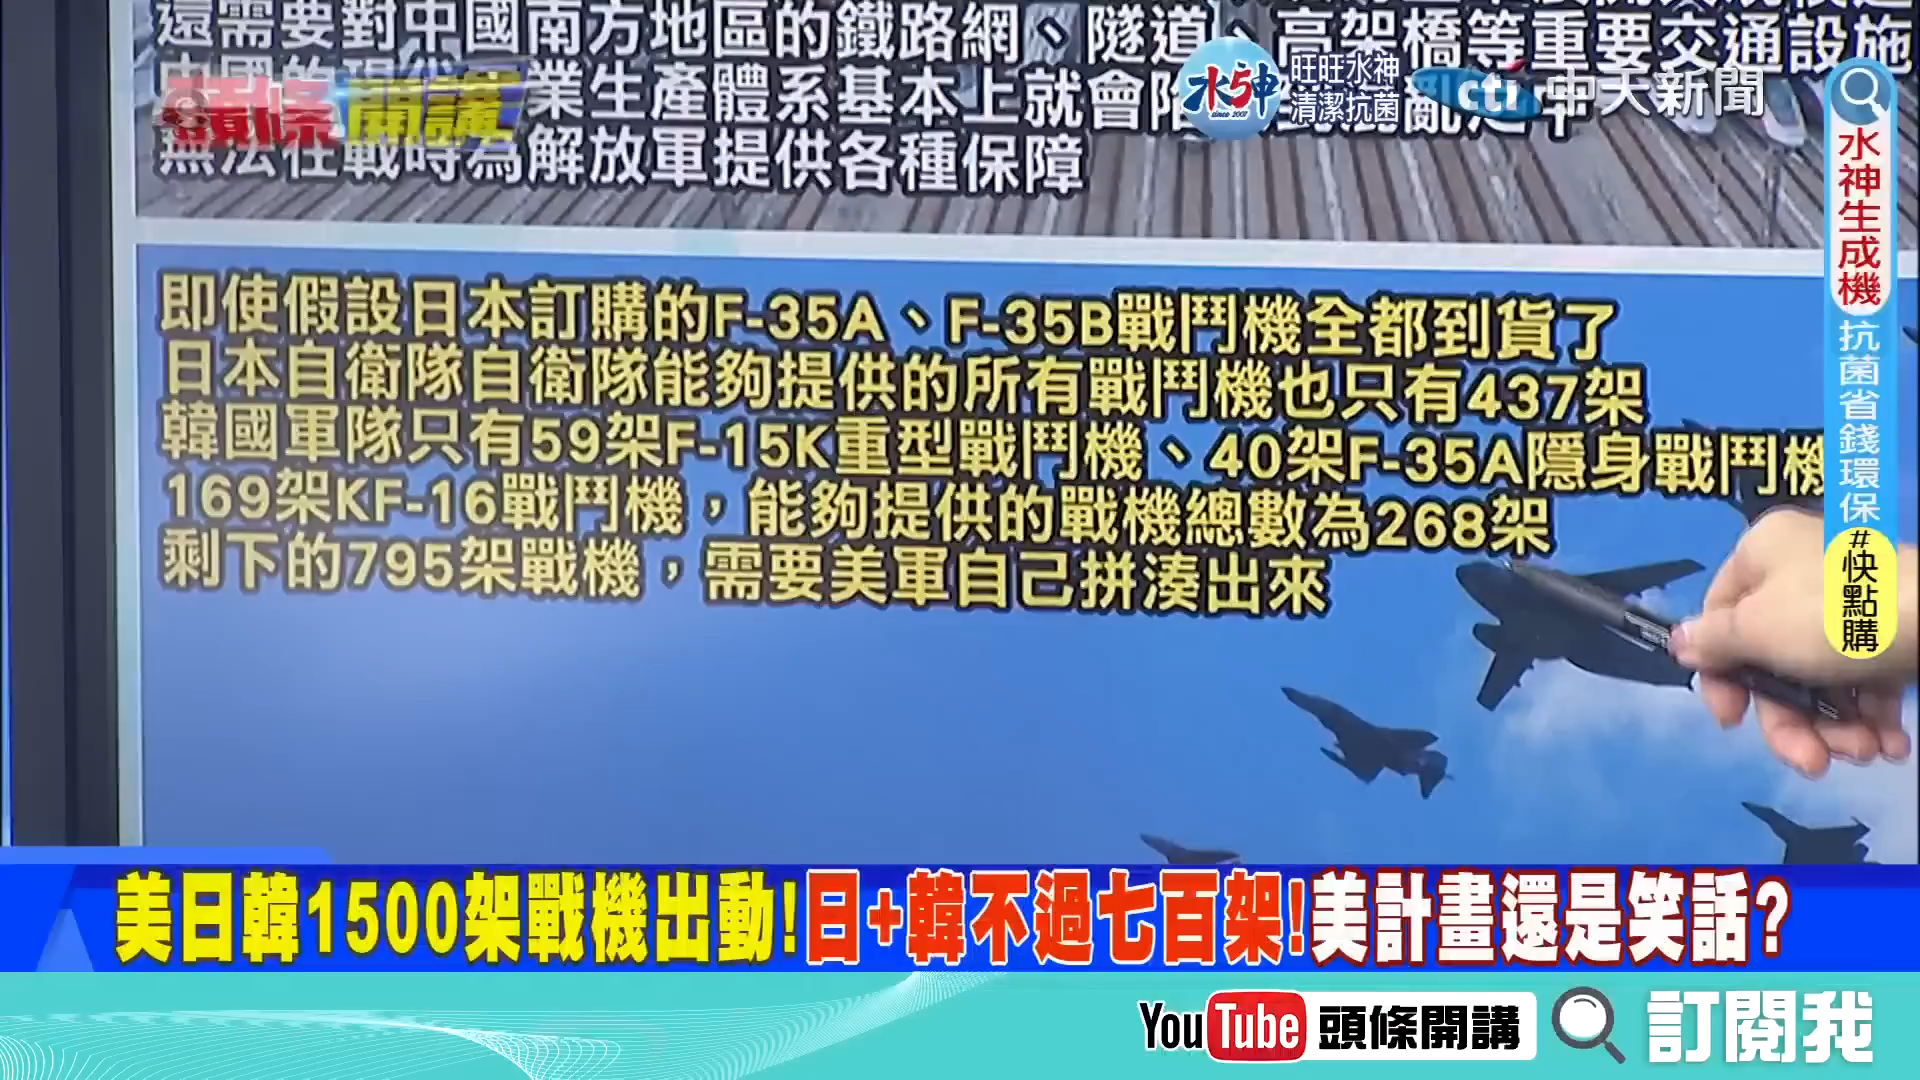 還需要對中國南方地區的鐵路網、隧道、高架橋等重要交通設施
業生產體系基本上就會陷
無法在戰時為解放軍提供各種保障
頭條開講
水神
since 2007
旺旺水神
清潔抗菌
cti 中天新聞
水神生成機
抗菌省錢環保
#快點購
即使假設日本訂購的F-35A、F-35B戰鬥機全都到貨了
日本自衛隊自衛隊能夠提供的所有戰鬥機也只有437架
韓國軍隊只有59架F-15K重型戰鬥機、40架F-35A隱身戰鬥機
169架KF-16戰鬥機，能夠提供的戰機總數為268架
剩下的795架戰機，需要美軍自己拼湊出來
美日韓1500架戰機出動!日+韓不過七百架!美計畫還是笑話?
YouTube 頭條開講 訂閱我